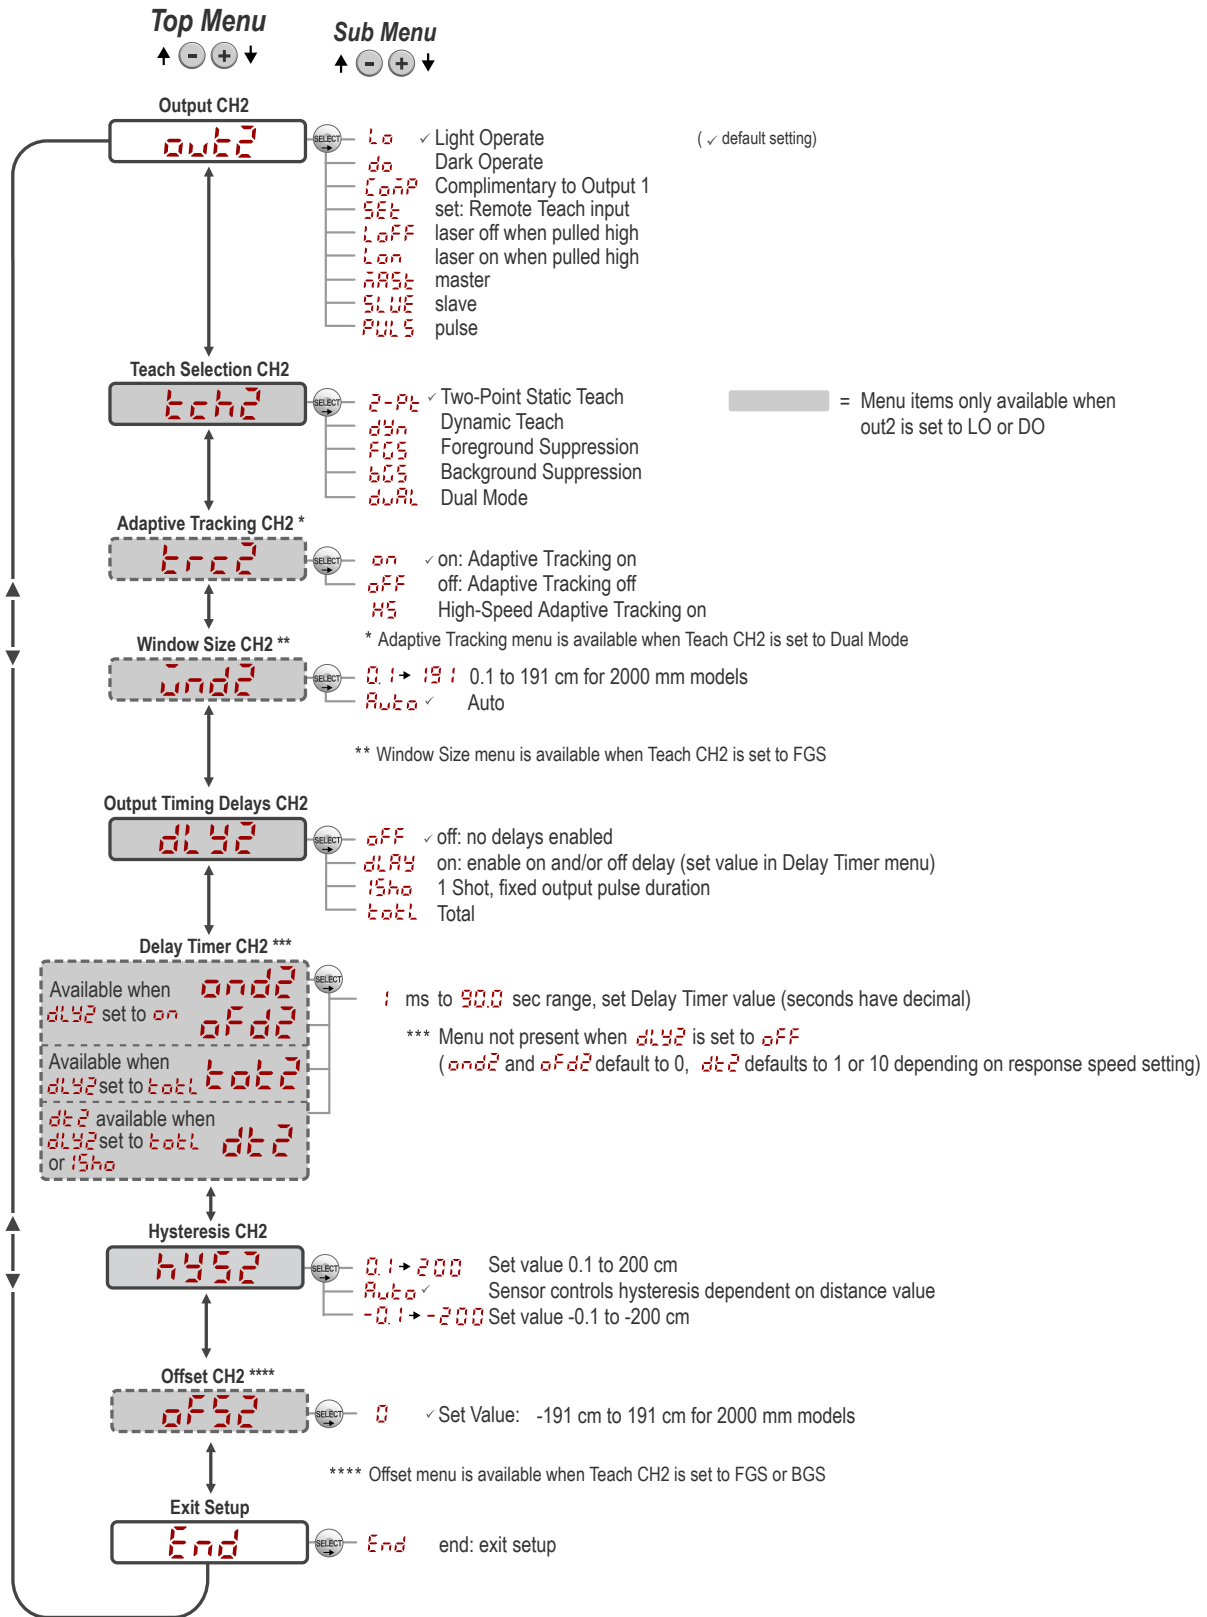 Top Menu
Sub Menu
- +
- +
Output CH2
out2
SELECT
Lo ✓ Light Operate
( ✓ default setting)
do Dark Operate
ComP Complimentary to Output 1
SEt set: Remote Teach input
LoFF laser off when pulled high
Lon laser on when pulled high
mASt master
SLUE slave
PULS pulse
Teach Selection CH2
tch2
SELECT
2-Pt ✓ Two-Point Static Teach
dYn Dynamic Teach
FGS Foreground Suppression
bGS Background Suppression
duAL Dual Mode
= Menu items only available when
out2 is set to LO or DO
Adaptive Tracking CH2 *
trc2
SELECT
on ✓ on: Adaptive Tracking on
oFF off: Adaptive Tracking off
HS High-Speed Adaptive Tracking on
* Adaptive Tracking menu is available when Teach CH2 is set to Dual Mode
Window Size CH2 **
wnd2
SELECT
0.1 → 191 0.1 to 191 cm for 2000 mm models
Auto ✓ Auto
** Window Size menu is available when Teach CH2 is set to FGS
Output Timing Delays CH2
dLY2
SELECT
oFF ✓ off: no delays enabled
dLAY on: enable on and/or off delay (set value in Delay Timer menu)
1Sho 1 Shot, fixed output pulse duration
totL Total
Delay Timer CH2 ***
Available when
dLY2 set to on
ond2
oFd2
SELECT
1 ms to 90.0 sec range, set Delay Timer value (seconds have decimal)
*** Menu not present when dLY2 is set to oFF
( ond2 and oFd2 default to 0, dt2 defaults to 1 or 10 depending on response speed setting)
Available when
dLY2 set to totL
tot2
dt2 available when
dLY2 set to totL
or 1Sho
dt2
Hysteresis CH2
hYS2
SELECT
0.1 → 200 Set value 0.1 to 200 cm
Auto ✓ Sensor controls hysteresis dependent on distance value
-0.1 → -200 Set value -0.1 to -200 cm
Offset CH2 ****
oFS2
SELECT
0 ✓ Set Value: -191 cm to 191 cm for 2000 mm models
**** Offset menu is available when Teach CH2 is set to FGS or BGS
Exit Setup
End
SELECT
End end: exit setup